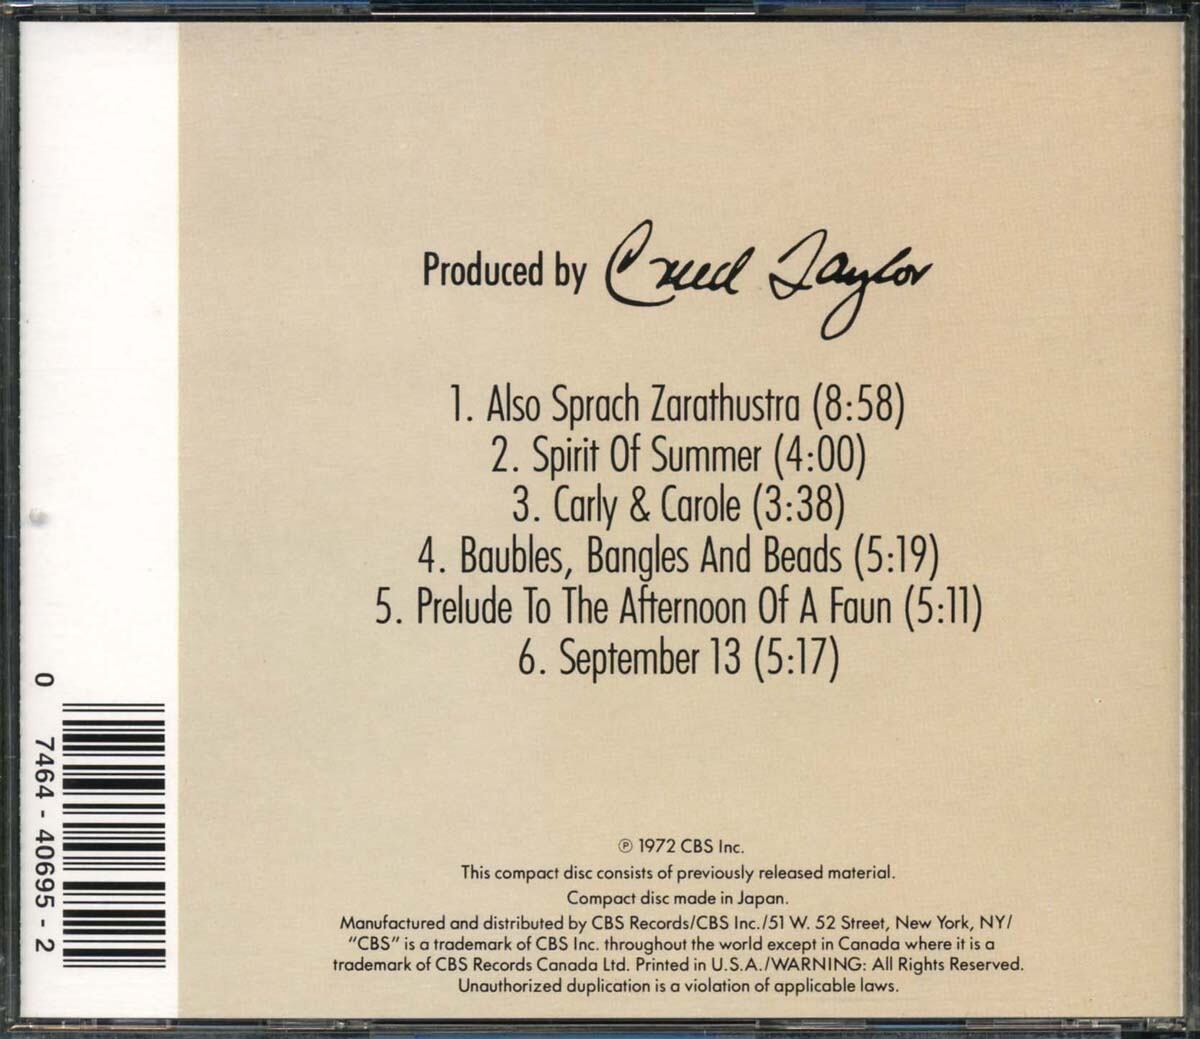 Produced by Creed Taylor
1. Also Sprach Zarathustra (8:58)
2. Spirit Of Summer (4:00)
3. Carly & Carole (3:38)
4. Baubles, Bangles And Beads (5:19)
5. Prelude To The Afternoon Of A Faun (5:11)
6. September 13 (5:17)
0 7464-40695-2
℗ 1972 CBS Inc.
This compact disc consists of previously released material.
Compact disc made in Japan.
Manufactured and distributed by CBS Records/CBS Inc./51 W. 52 Street, New York, NY/
"CBS" is a trademark of CBS Inc. throughout the world except in Canada where it is a
trademark of CBS Records Canada Ltd. Printed in U.S.A./WARNING: All Rights Reserved.
Unauthorized duplication is a violation of applicable laws.